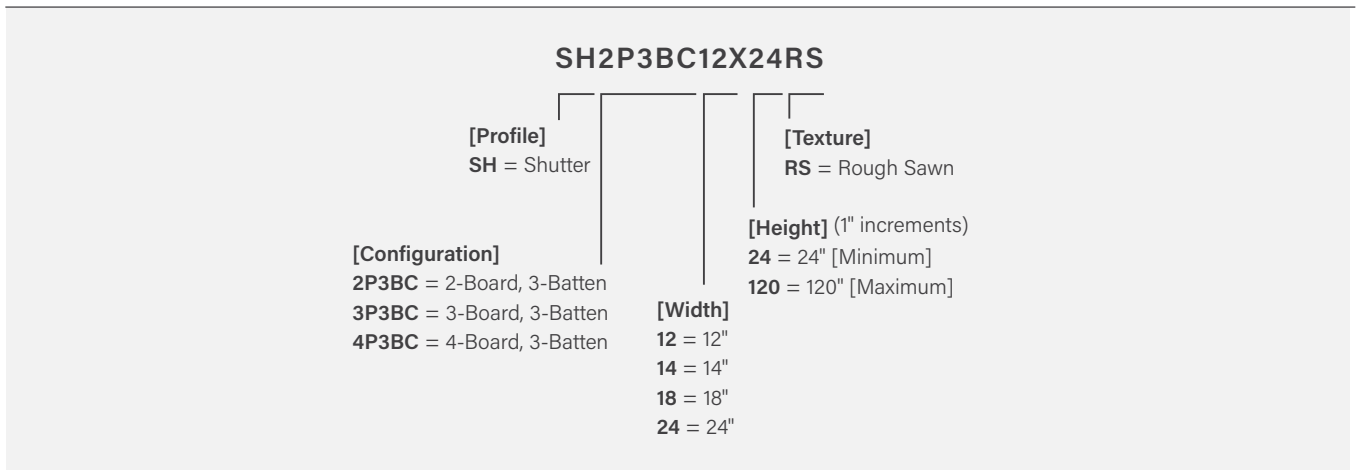 SH2P3BC12X24RS
[Profile]
SH = Shutter
[Texture]
RS = Rough Sawn
[Configuration]
2P3BC = 2-Board, 3-Batten
3P3BC = 3-Board, 3-Batten
4P3BC = 4-Board, 3-Batten
[Width]
12 = 12"
14 = 14"
18 = 18"
24 = 24"
[Height] (1" increments)
24 = 24" [Minimum]
120 = 120" [Maximum]